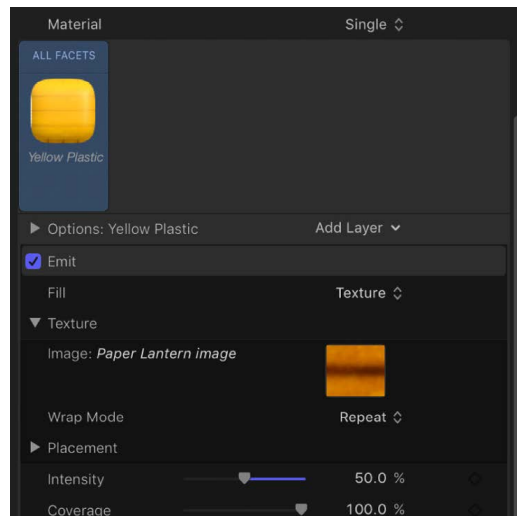 Material Single
ALL FACETS
Yellow Plastic
Options: Yellow Plastic Add Layer
Emit
Fill Texture
Texture
Image: Paper Lantern image
Wrap Mode Repeat
Placement
Intensity 50.0 %
Coverage 100.0 %